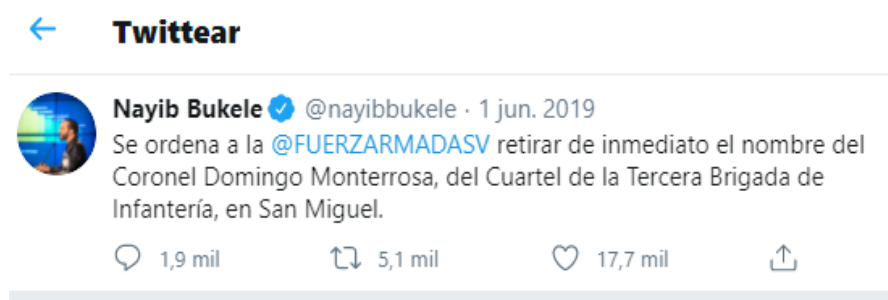 Twittear
Nayib Bukele @nayibbukele · 1 jun. 2019
Se ordena a la @FUERZARMADASV retirar de inmediato el nombre del
Coronel Domingo Monterrosa, del Cuartel de la Tercera Brigada de
Infantería, en San Miguel.
1,9 mil 5,1 mil 17,7 mil